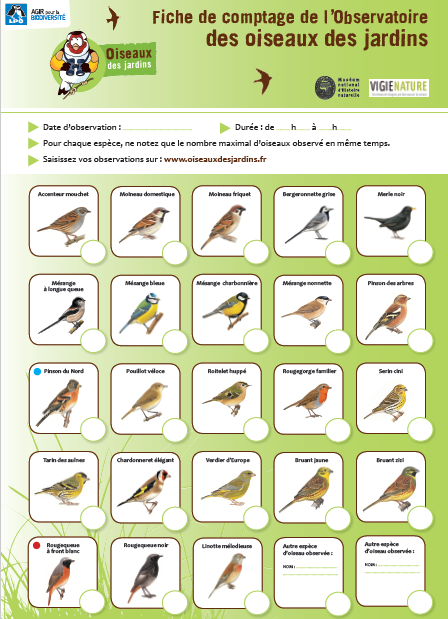 LPO
AGIR pour la
BIODIVERSITÉ
Fiche de comptage de l'Observatoire
des oiseaux des jardins
Oiseaux
des jardins
Muséum
national
d'Histoire
naturelle
VIGIENATURE
Date d'observation : Durée : de h à h
Pour chaque espèce, ne notez que le nombre maximal d'oiseaux observé en même temps.
Saisissez vos observations sur : www.oiseauxdesjardins.fr
Accenteur mouchet
Moineau domestique
Moineau friquet
Bergeronnette grise
Merle noir
Mésange
à longue queue
Mésange bleue
Mésange charbonnière
Mésange nonnette
Pinson des arbres
Pinson du Nord
Pouillot véloce
Roitelet huppé
Rougegorge familier
Serin cini
Tarin des aulnes
Chardonneret élégant
Verdier d'Europe
Bruant jaune
Bruant zizi
Rougequeue
à front blanc
Rougequeue noir
Linotte mélodieuse
Autre espèce
d'oiseau observée :
NOM :
Autre espèce
d'oiseau observée :
NOM :